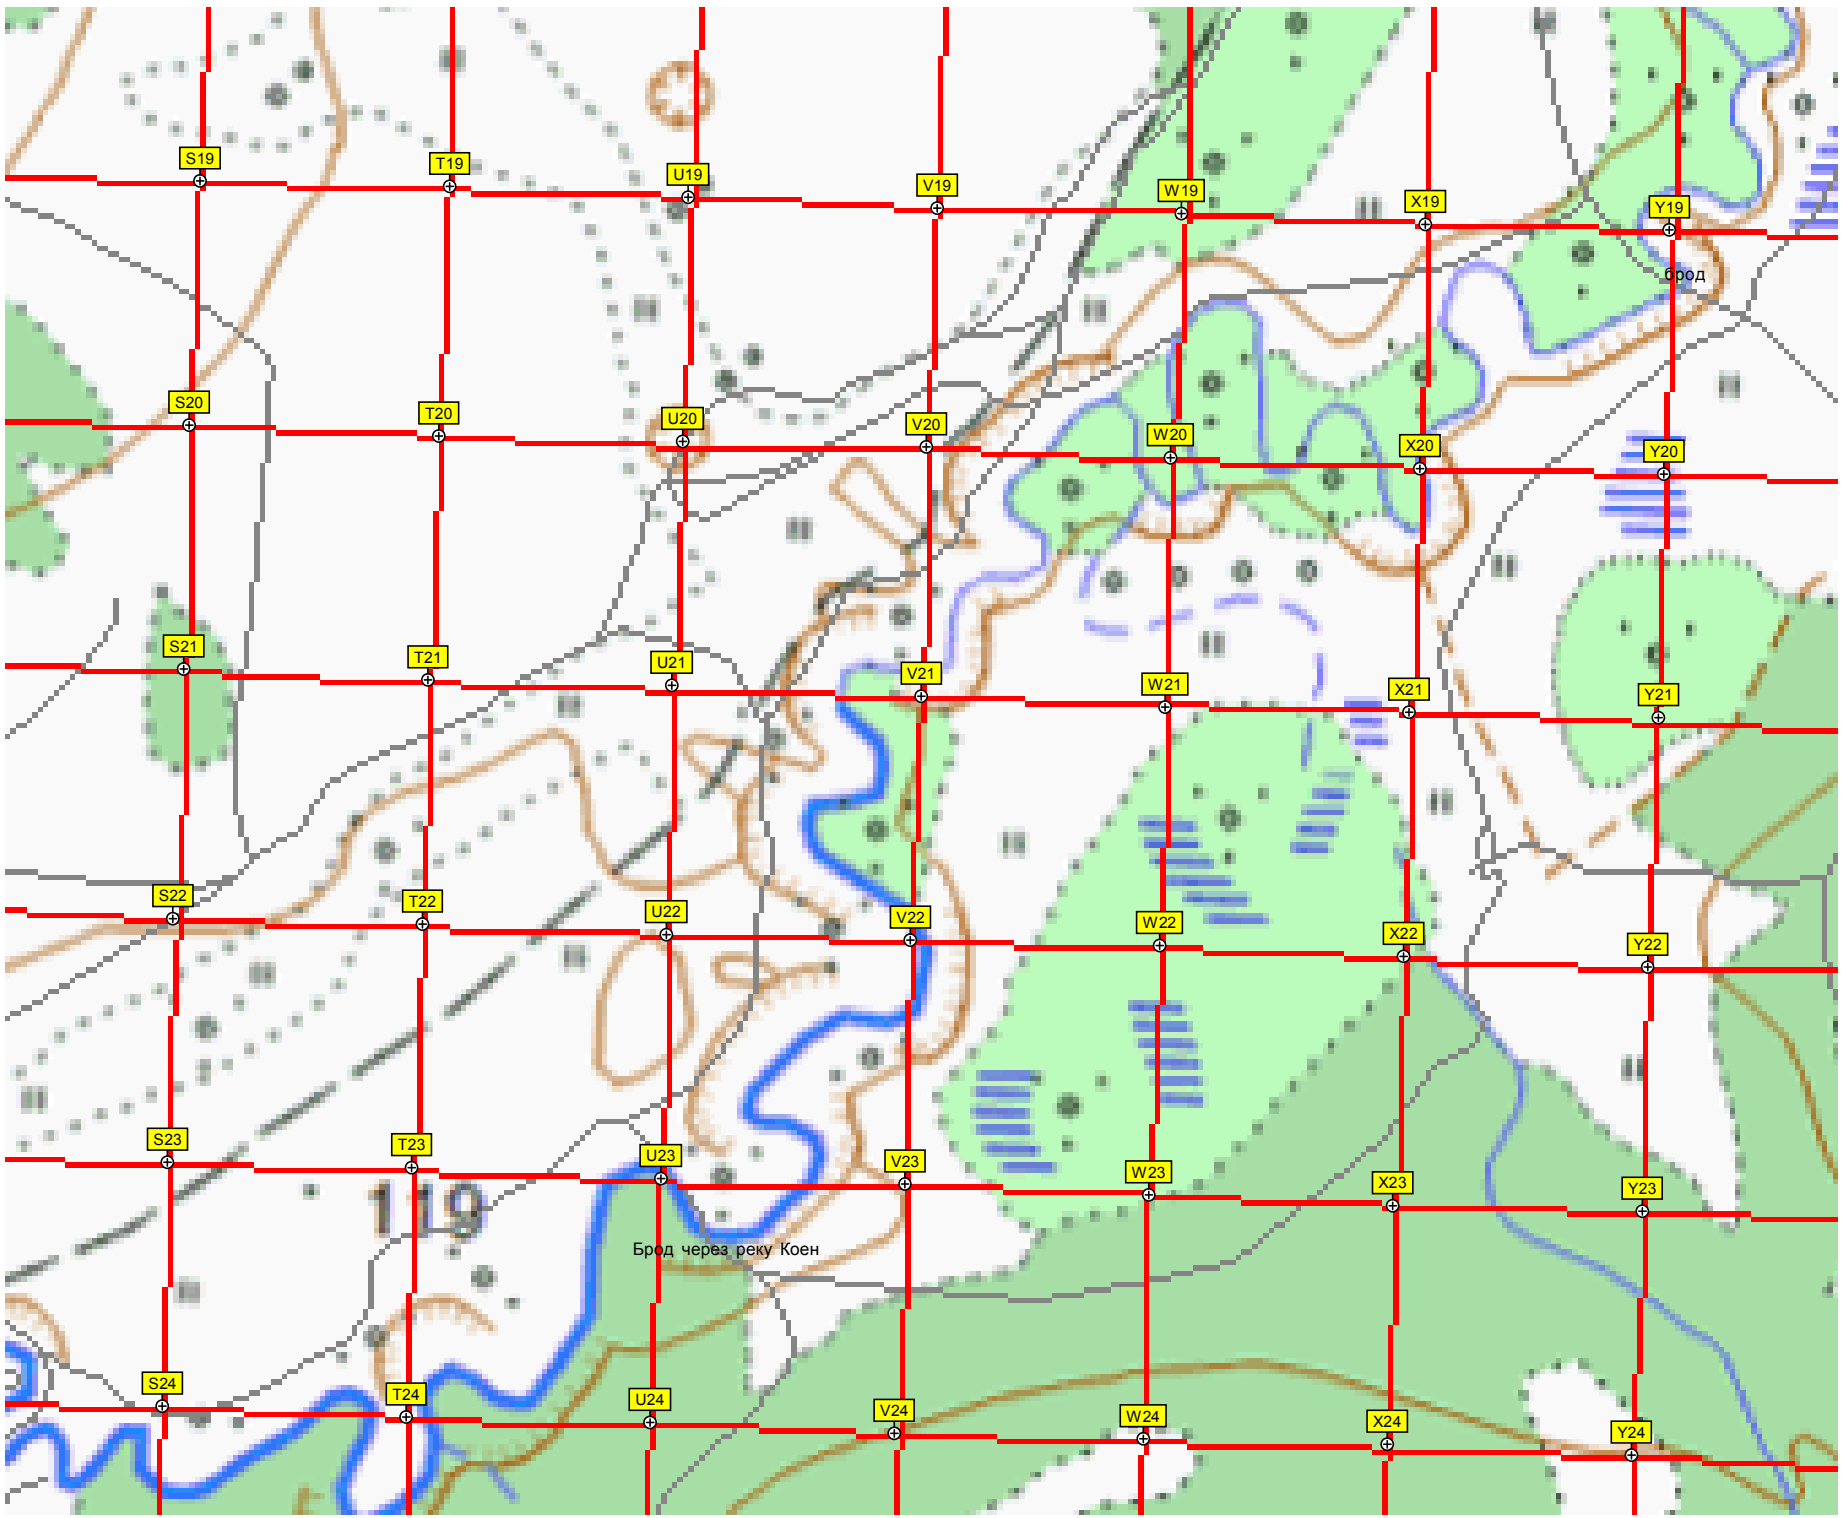 S19 T19 U19 V19 W19 X19 Y19
брод
S20 T20 U20 V20 W20 X20 Y20
S21 T21 U21 V21 W21 X21 Y21
S22 T22 U22 V22 W22 X22 Y22
S23 T23 U23 V23 W23 X23 Y23
119
Брод через реку Коен
S24 T24 U24 V24 W24 X24 Y24